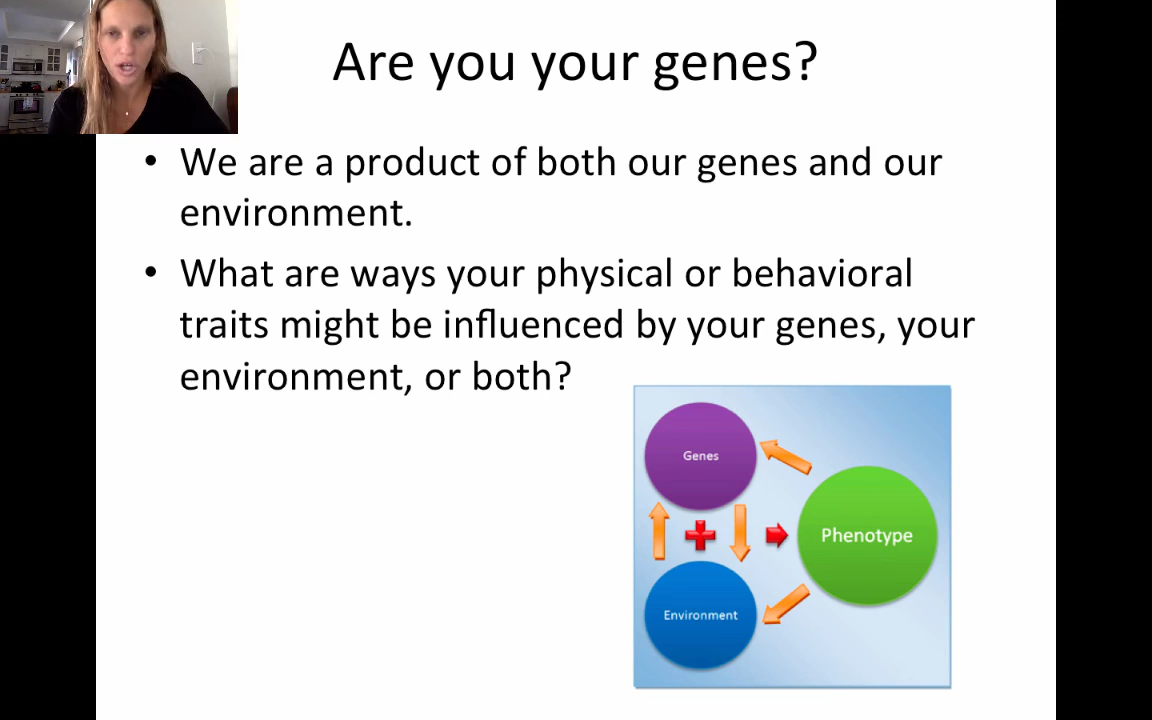 Are you your genes?
• We are a product of both our genes and our
environment.
• What are ways your physical or behavioral
traits might be influenced by your genes, your
environment, or both?
Genes
Phenotype
Environment